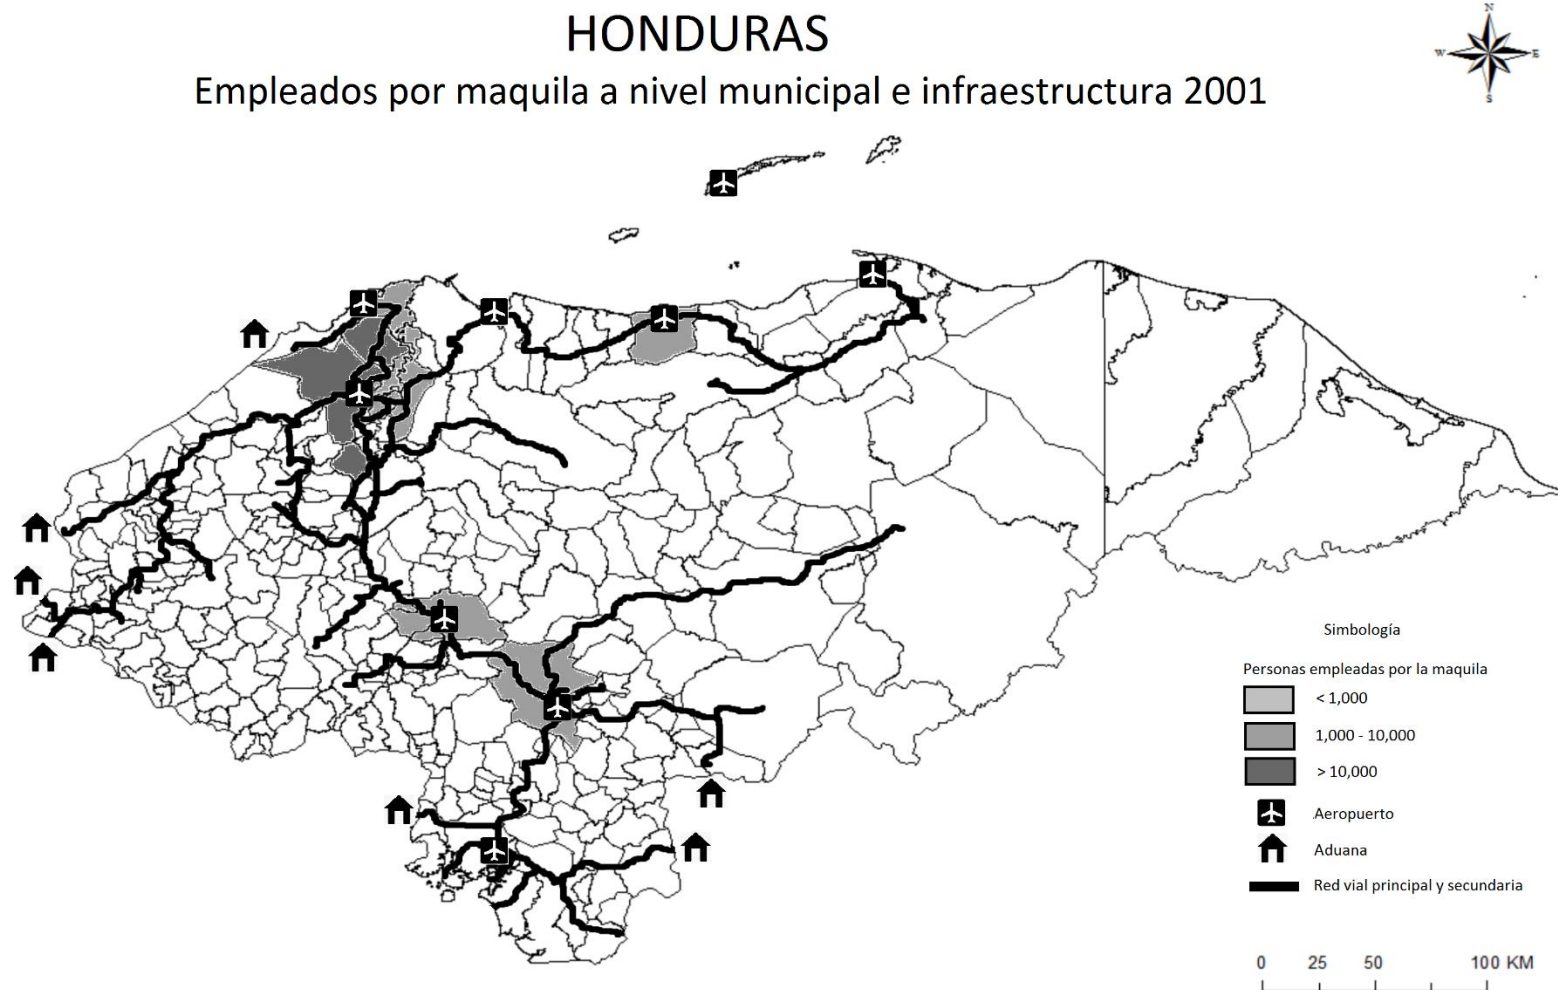 HONDURAS
Empleados por maquila a nivel municipal e infraestructura 2001
N
W
E
S
Simbología
Personas empleadas por la maquila
< 1,000
1,000 - 10,000
> 10,000
Aeropuerto
Aduana
Red vial principal y secundaria
0 25 50 100 KM